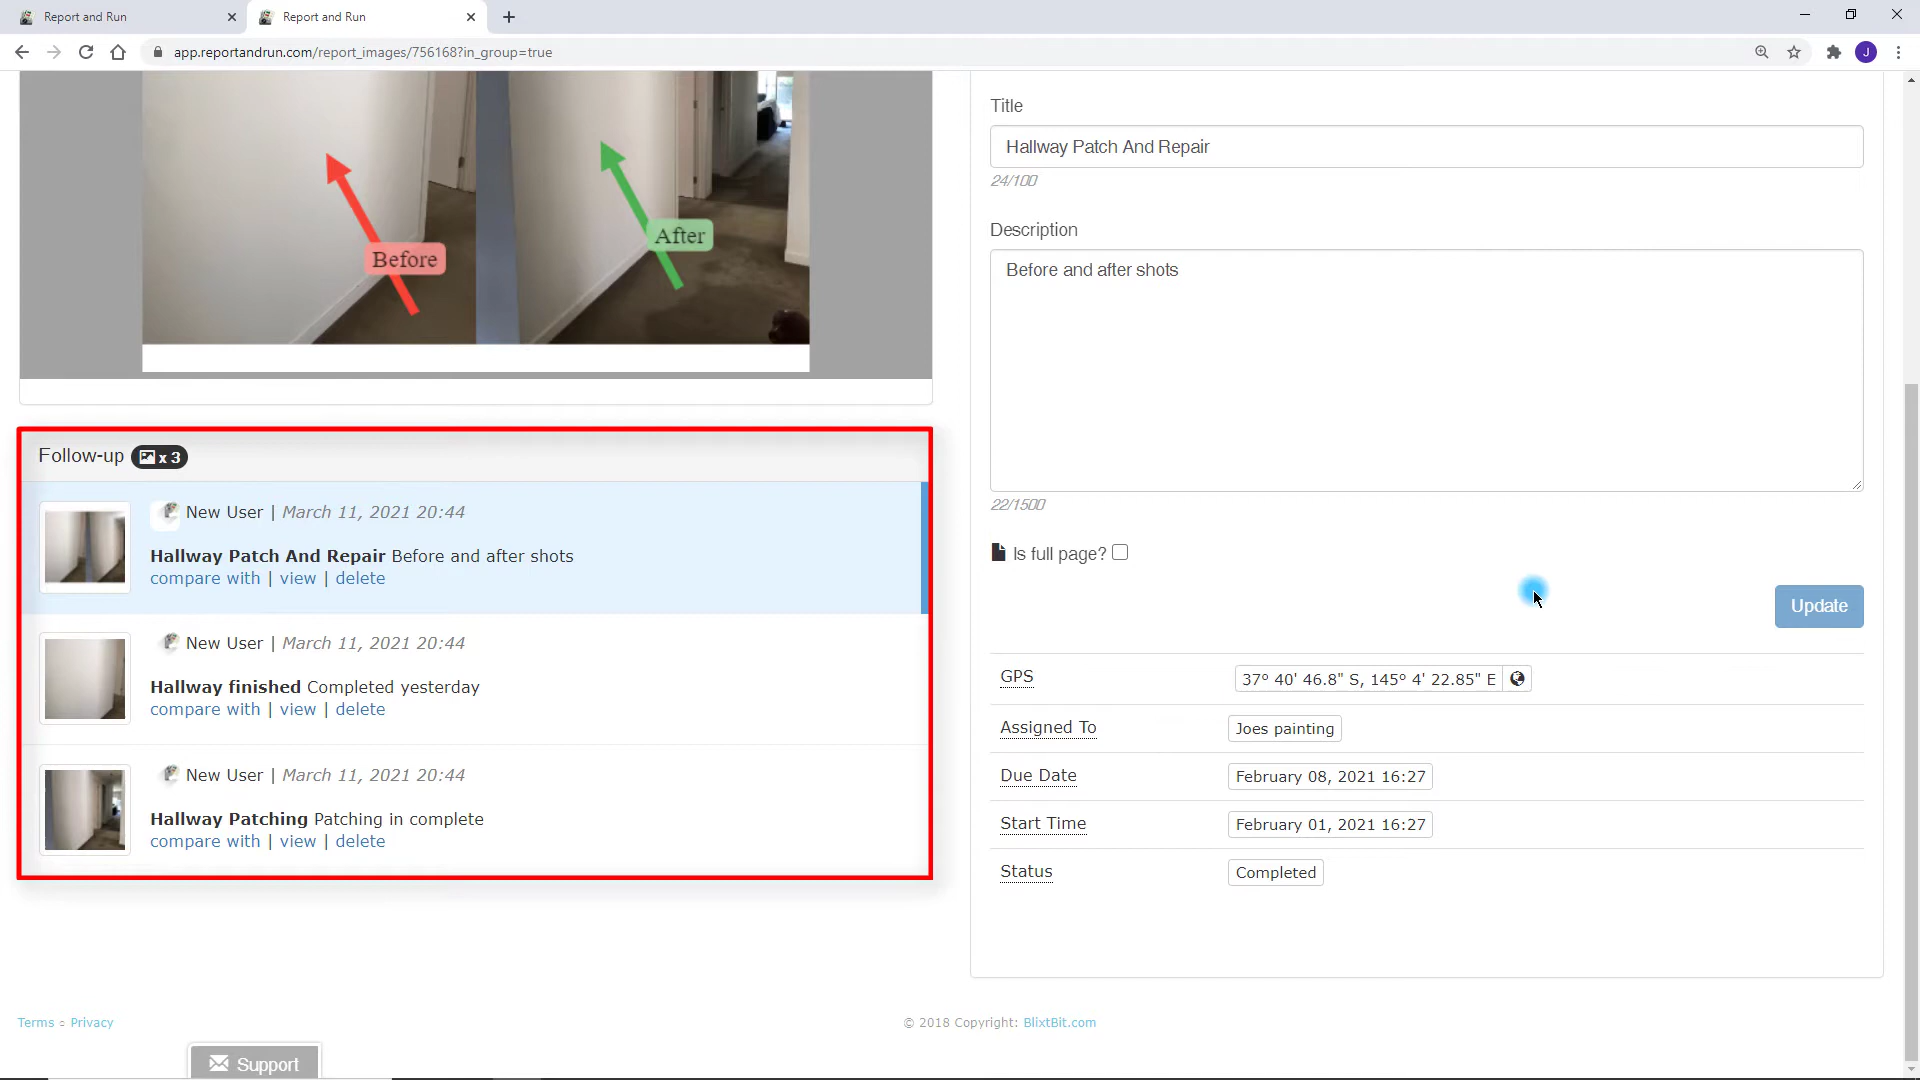 Report and Run
Report and Run
app.reportandrun.com/report_images/756168?in_group=true
J
Before
After
Title
Hallway Patch And Repair
24/100
Description
Before and after shots
22/1500
Is full page?
Update
Follow-up x 3
New User | March 11, 2021 20:44
Hallway Patch And Repair Before and after shots
compare with | view | delete
New User | March 11, 2021 20:44
Hallway finished Completed yesterday
compare with | view | delete
New User | March 11, 2021 20:44
Hallway Patching Patching in complete
compare with | view | delete
GPS 37° 40' 46.8" S, 145° 4' 22.85" E
Assigned To Joes painting
Due Date February 08, 2021 16:27
Start Time February 01, 2021 16:27
Status Completed
Terms ▫ Privacy
© 2018 Copyright: BlixtBit.com
Support